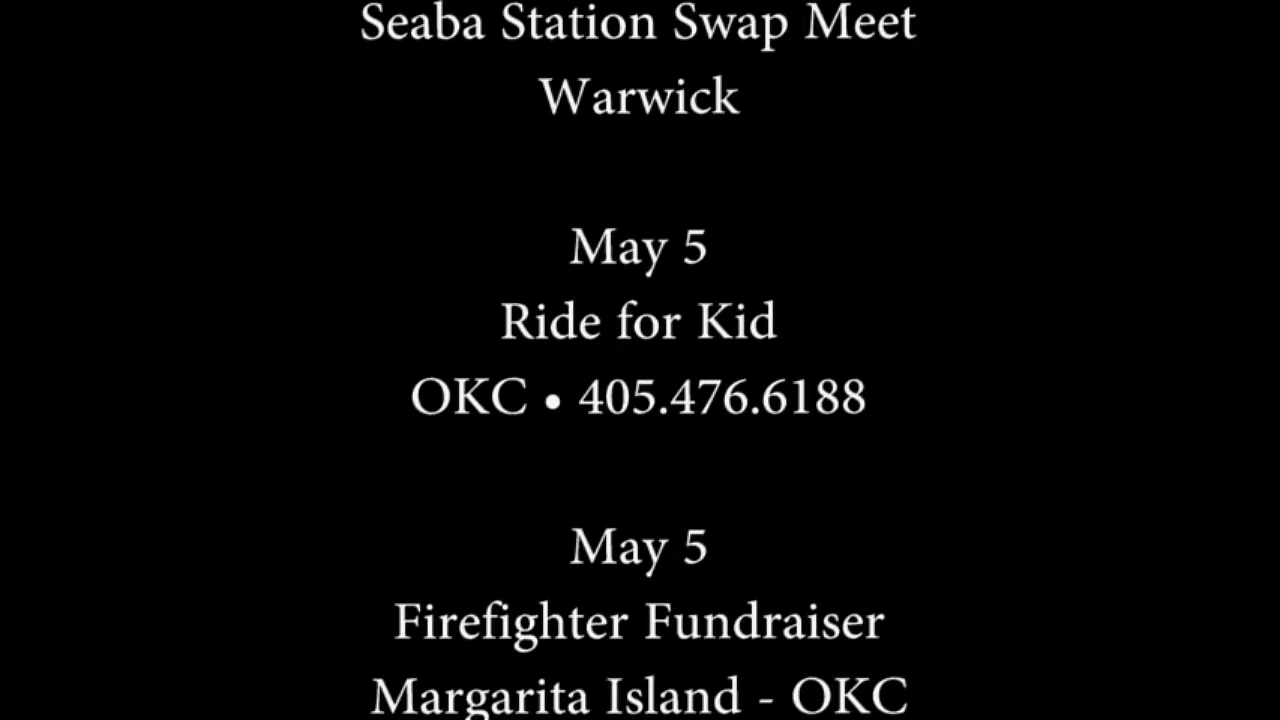 Seaba Station Swap Meet
Warwick
May 5
Ride for Kid
OKC • 405.476.6188
May 5
Firefighter Fundraiser
Margarita Island - OKC